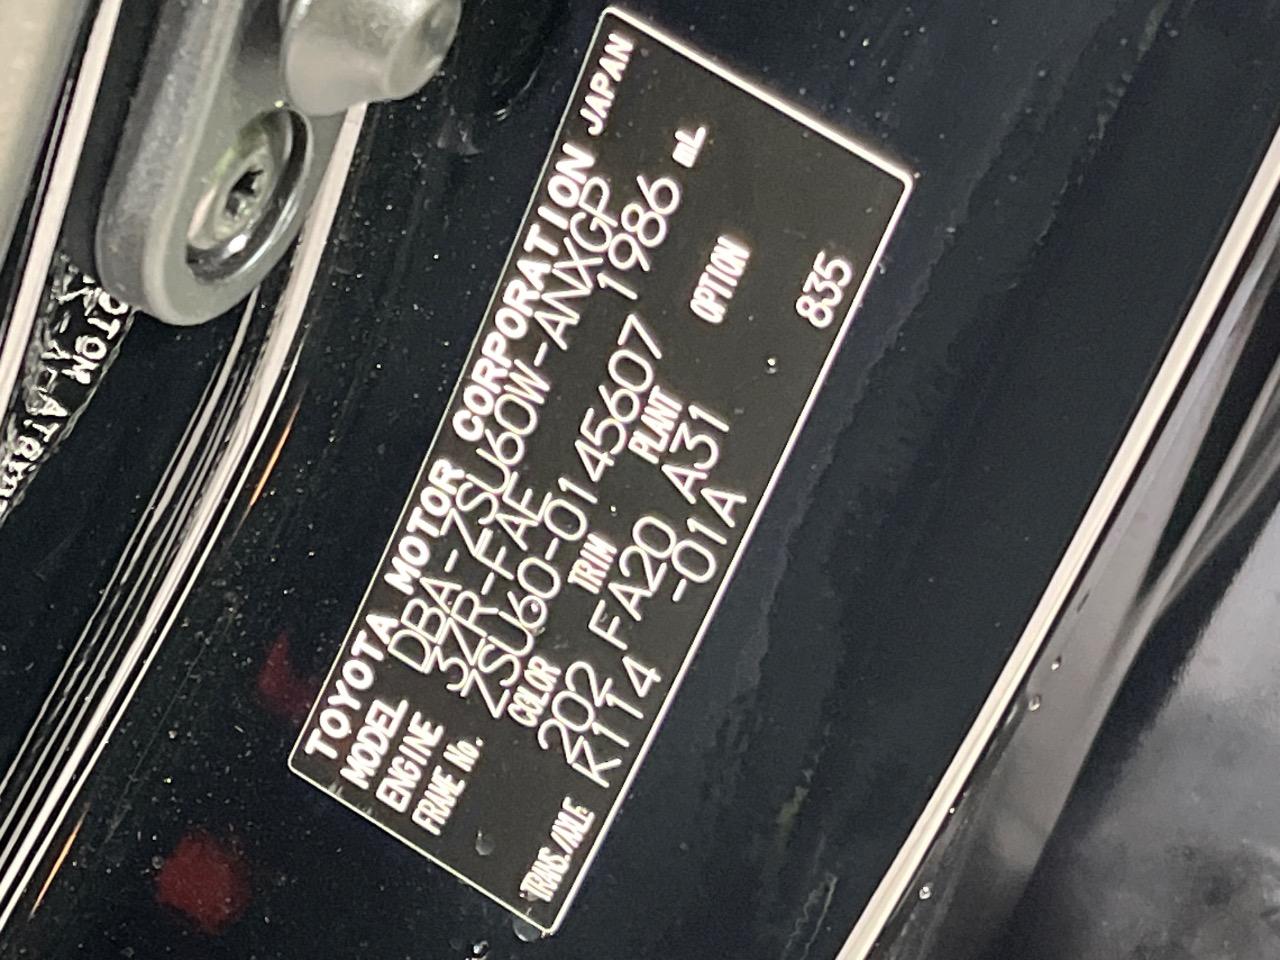 TOYOTA MOTOR CORPORATION JAPAN
MODEL DBA-ZSU60W-ANXGP
ENGINE 3ZR-FAE 1986 mL
FRAME No. ZSU60-0145607
COLOR TRIM PLANT OPTION
202 FA20 A31 835
TRANS./AXLE K114 -01A